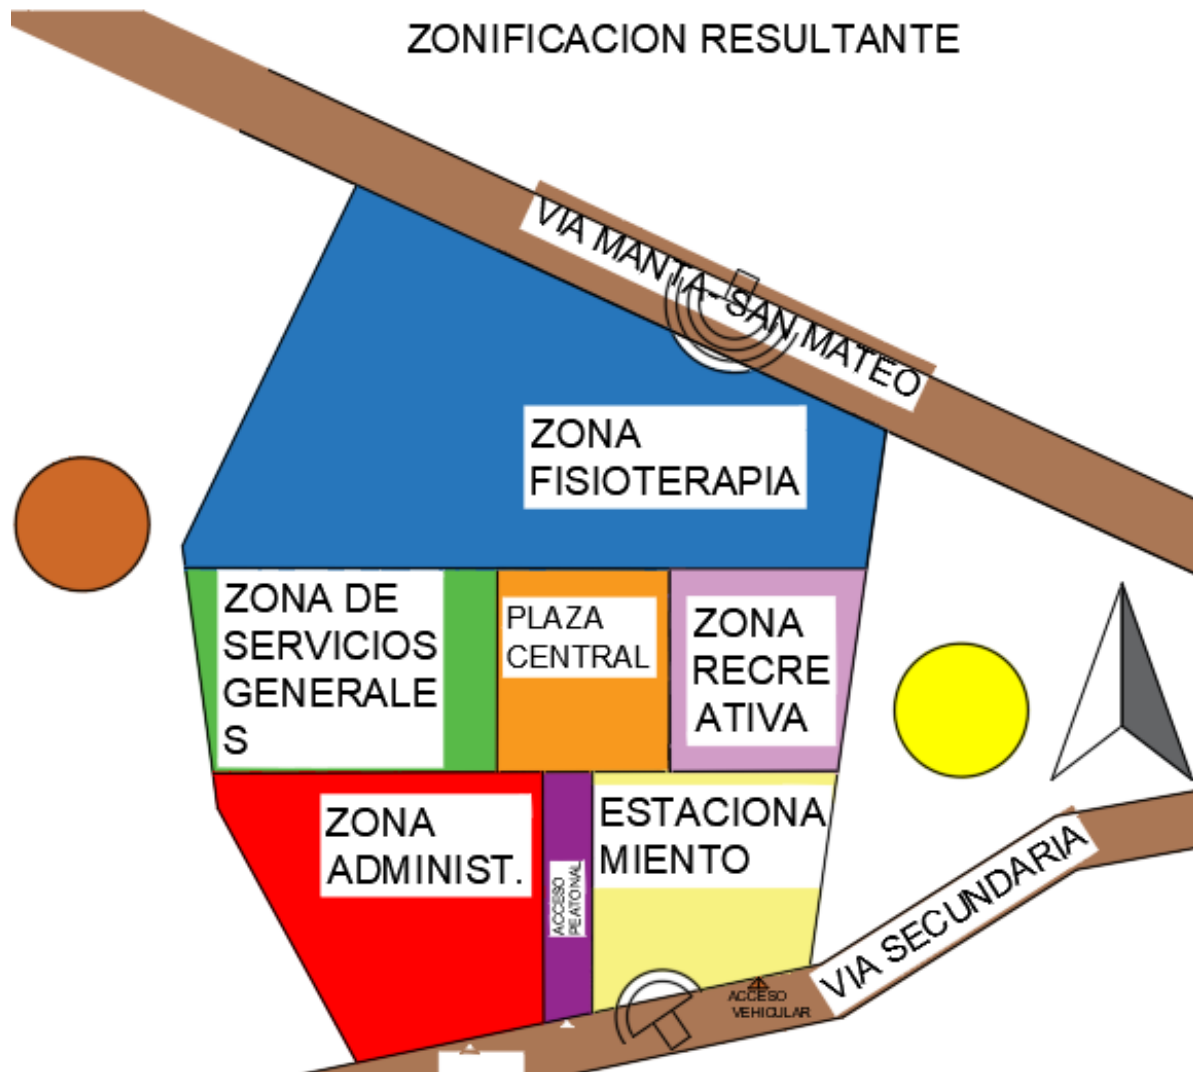 ZONIFICACION RESULTANTE
VIA MANTA- SAN MATEO
ZONA
FISIOTERAPIA
ZONA DE
SERVICIOS
GENERALE
S
PLAZA
CENTRAL
ZONA
RECRE
ATIVA
ZONA
ADMINIST.
ACCESO
PEATONAL
ESTACIONA
MIENTO
VIA SECUNDARIA
ACCESO
VEHICULAR